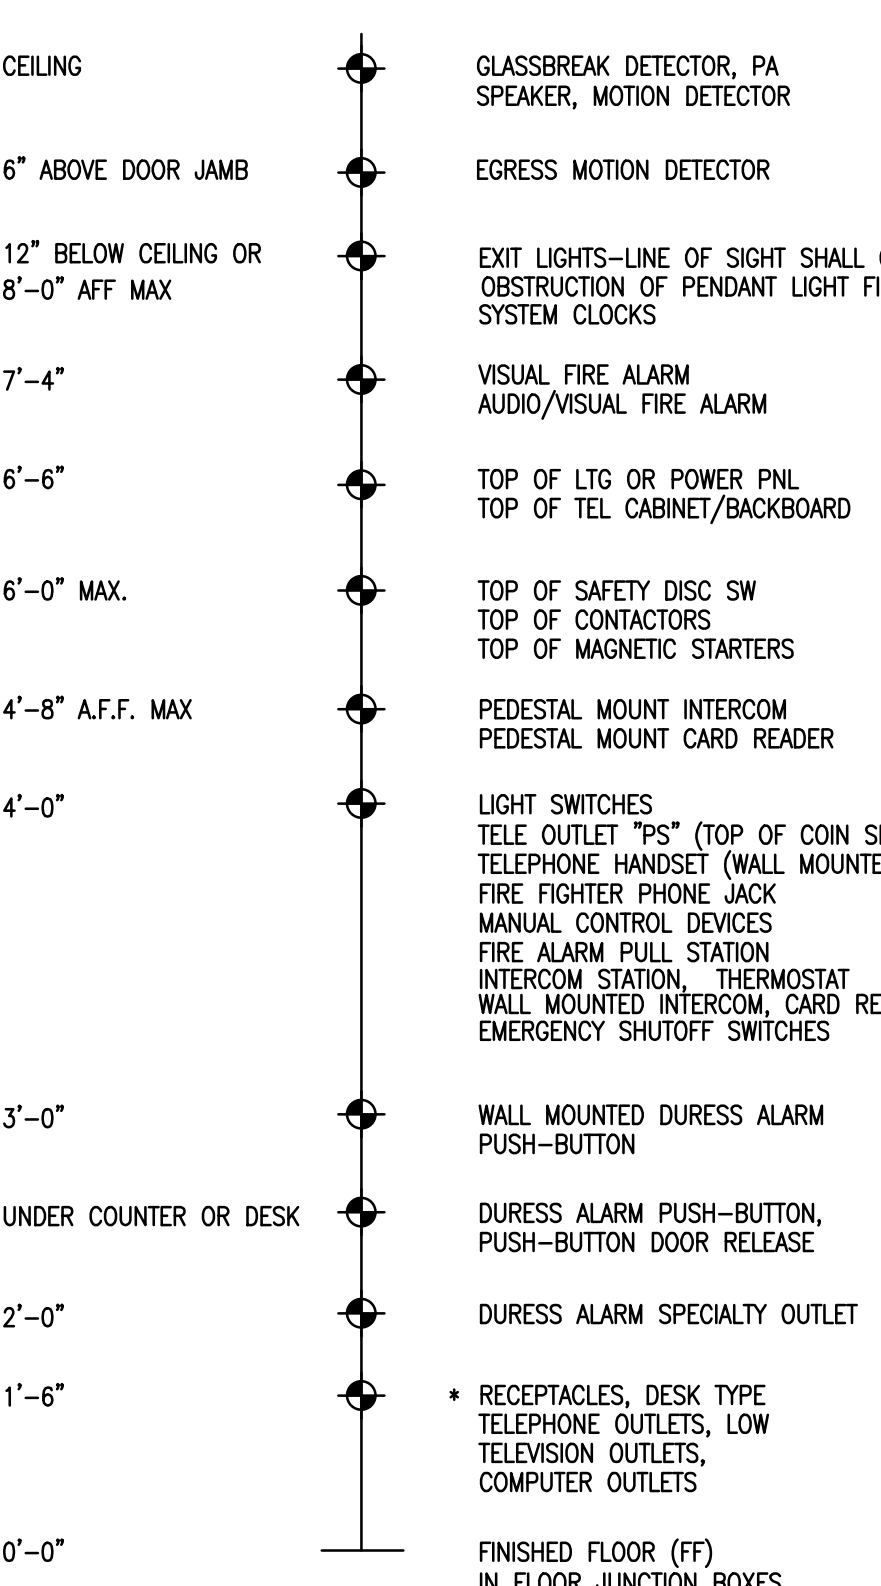 CEILING
GLASSBREAK DETECTOR, PA
SPEAKER, MOTION DETECTOR
6" ABOVE DOOR JAMB
EGRESS MOTION DETECTOR
12" BELOW CEILING OR
8'-0" AFF MAX
EXIT LIGHTS-LINE OF SIGHT SHALL
OBSTRUCTION OF PENDANT LIGHT
SYSTEM CLOCKS
7'-4"
VISUAL FIRE ALARM
AUDIO/VISUAL FIRE ALARM
6'-6"
TOP OF LTG OR POWER PNL
TOP OF TEL CABINET/BACKBOARD
6'-0" MAX.
TOP OF SAFETY DISC SW
TOP OF CONTACTORS
TOP OF MAGNETIC STARTERS
4'-8" A.F.F. MAX
PEDESTAL MOUNT INTERCOM
PEDESTAL MOUNT CARD READER
4'-0"
LIGHT SWITCHES
TELE OUTLET "PS" (TOP OF COIN
TELEPHONE HANDSET (WALL
FIRE FIGHTER PHONE JACK
MANUAL CONTROL DEVICES
FIRE ALARM PULL STATION
INTERCOM STATION, THERMOSTAT
WALL MOUNTED INTERCOM, CARD
EMERGENCY SHUTOFF SWITCHES
3'-0"
WALL MOUNTED DURESS ALARM
PUSH-BUTTON
UNDER COUNTER OR DESK
DURESS ALARM PUSH-BUTTON,
PUSH-BUTTON DOOR RELEASE
2'-0"
DURESS ALARM SPECIALTY OUTLET
1'-6"
* RECEPTACLES, DESK TYPE
TELEPHONE OUTLETS, LOW
TELEVISION OUTLETS,
COMPUTER OUTLETS
0'-0"
FINISHED FLOOR (FF)
IN FLOOR JUNCTION BOXES